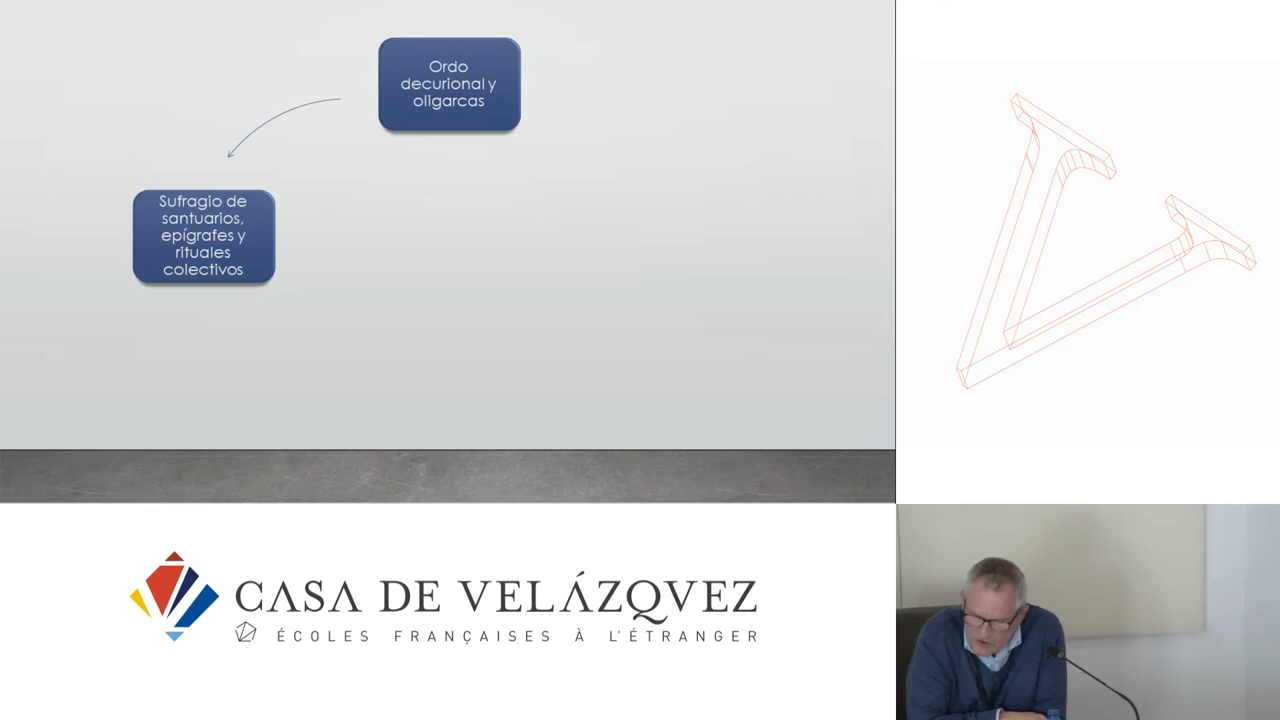 Ordo
decurional y
oligarcas
Sufragio de
santuarios,
epígrafes y
rituales
colectivos
CASA DE VELÁZQVEZ
ÉCOLES FRANÇAISES À L'ÉTRANGER